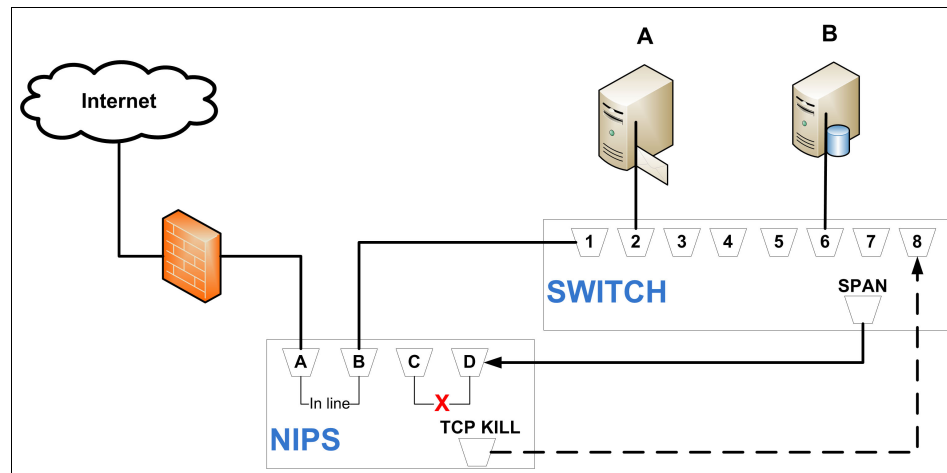 A
B
Internet
1 2 3 4 5 6 7 8
SPAN
SWITCH
A B C D
In line
X
TCP KILL
NIPS